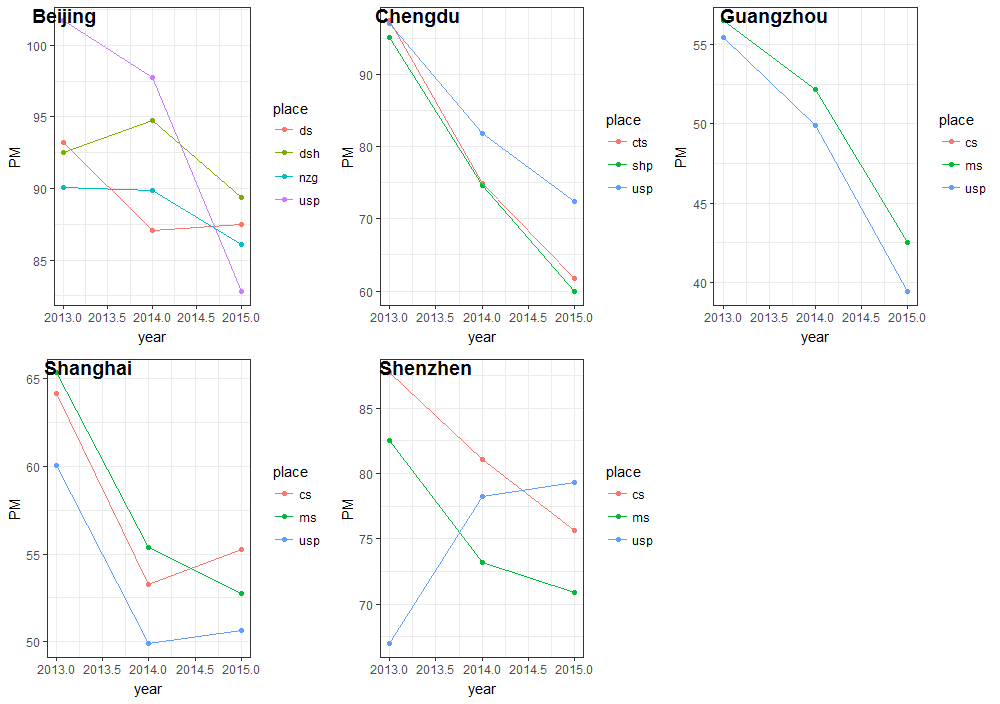 Beijing
100
95
90
85
PM
2013.0 2013.5 2014.0 2014.5 2015.0
year
place
ds
dsh
nzg
usp
Chengdu
90
80
70
60
PM
2013.0 2013.5 2014.0 2014.5 2015.0
year
place
cts
shp
usp
Guangzhou
55
50
45
40
PM
2013.0 2013.5 2014.0 2014.5 2015.0
year
place
cs
ms
usp
Shanghai
65
60
55
50
PM
2013.0 2013.5 2014.0 2014.5 2015.0
year
place
cs
ms
usp
Shenzhen
85
80
75
70
PM
2013.0 2013.5 2014.0 2014.5 2015.0
year
place
cs
ms
usp